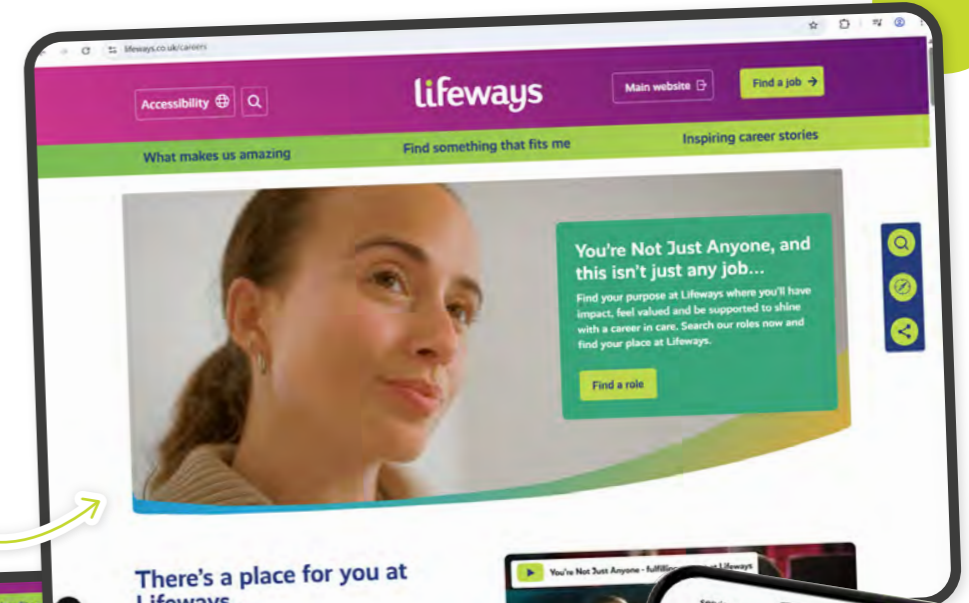 lifeways.co.uk/careers
Accessibility
lifeways
Main website
Find a job
What makes us amazing
Find something that fits me
Inspiring career stories
You're Not Just Anyone, and
this isn't just any job...
Find your purpose at Lifeways where you'll have
impact, feel valued and be supported to shine
with a career in care. Search our roles now and
find your place at Lifeways.
Find a role
There's a place for you at
Lifeways
You're Not Just Anyone - fulfilling
at Lifeways